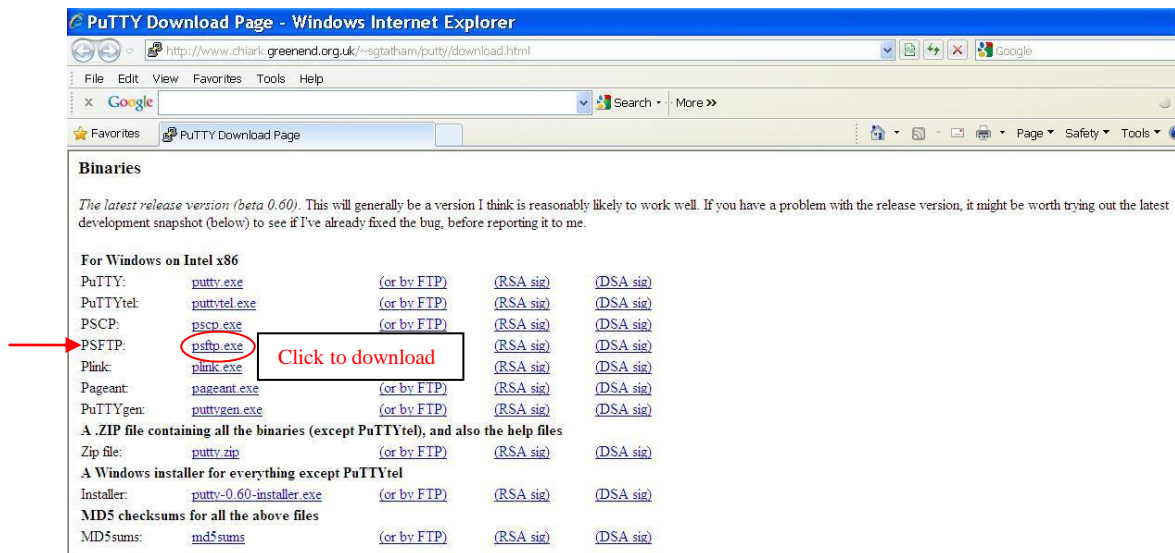 PuTTY Download Page - Windows Internet Explorer
http://www.chiark.greenend.org.uk/~sgtatham/putty/download.html
Google
File Edit View Favorites Tools Help
x Google Search More »
Favorites PuTTY Download Page Page Safety Tools
Binaries
The latest release version (beta 0.60). This will generally be a version I think is reasonably likely to work well. If you have a problem with the release version, it might be worth trying out the latest
development snapshot (below) to see if I've already fixed the bug, before reporting it to me.
For Windows on Intel x86
PuTTY: putty.exe (or by FTP) (RSA sig) (DSA sig)
PuTTYtel: puttytel.exe (or by FTP) (RSA sig) (DSA sig)
PSCP: pscp.exe (or by FTP) (RSA sig) (DSA sig)
PSFTP: psftp.exe Click to download (RSA sig) (DSA sig)
Plink: plink.exe (RSA sig) (DSA sig)
Pageant: pageant.exe (or by FTP) (RSA sig) (DSA sig)
PuTTYgen: puttygen.exe (or by FTP) (RSA sig) (DSA sig)
A .ZIP file containing all the binaries (except PuTTYtel), and also the help files
Zip file: putty.zip (or by FTP) (RSA sig) (DSA sig)
A Windows installer for everything except PuTTYtel
Installer: putty-0.60-installer.exe (or by FTP) (RSA sig) (DSA sig)
MD5 checksums for all the above files
MD5sums: md5sums (or by FTP) (RSA sig) (DSA sig)